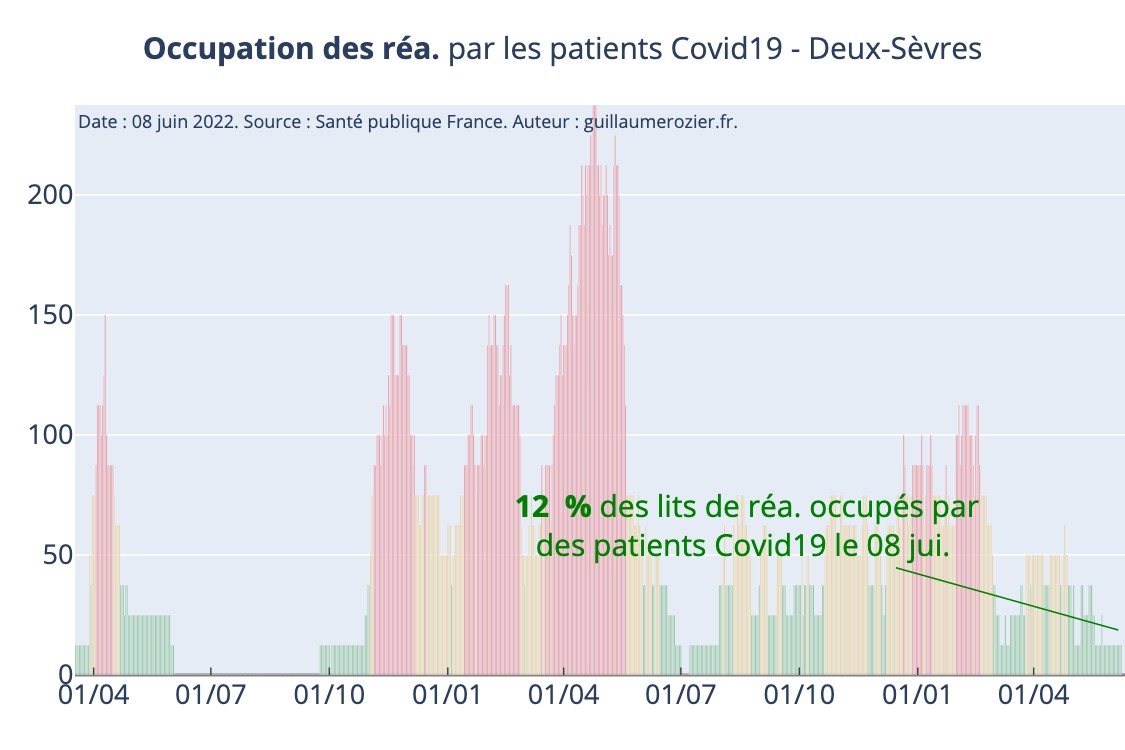 Occupation des réa. par les patients Covid19 - Deux-Sèvres
Date : 08 juin 2022. Source : Santé publique France. Auteur : guillaumerozier.fr.
200
150
100
50
0
12 % des lits de réa. occupés par
des patients Covid19 le 08 jui.
01/04 01/07 01/10 01/01 01/04 01/07 01/10 01/01 01/04